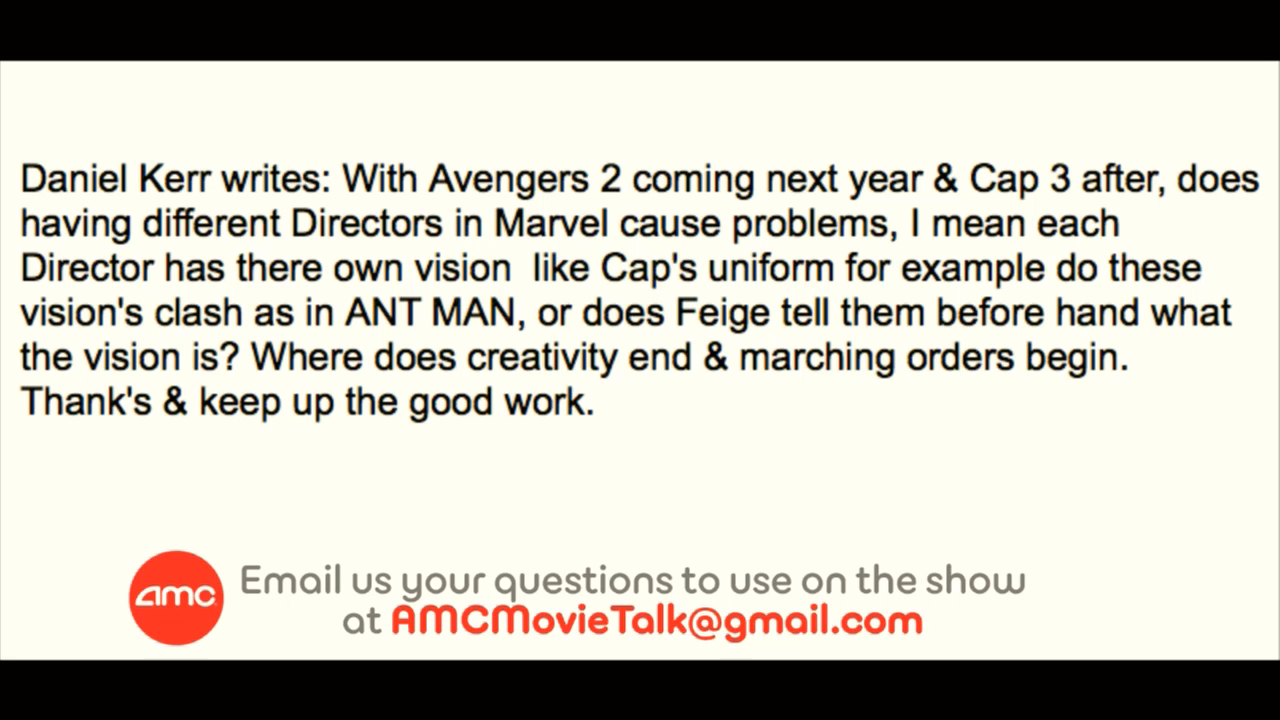 Daniel Kerr writes: With Avengers 2 coming next year & Cap 3 after, does
having different Directors in Marvel cause problems, I mean each
Director has there own vision  like Cap's uniform for example do these
vision's clash as in ANT MAN, or does Feige tell them before hand what
the vision is? Where does creativity end & marching orders begin.
Thank's & keep up the good work.
amc
Email us your questions to use on the show
at AMCMovieTalk@gmail.com